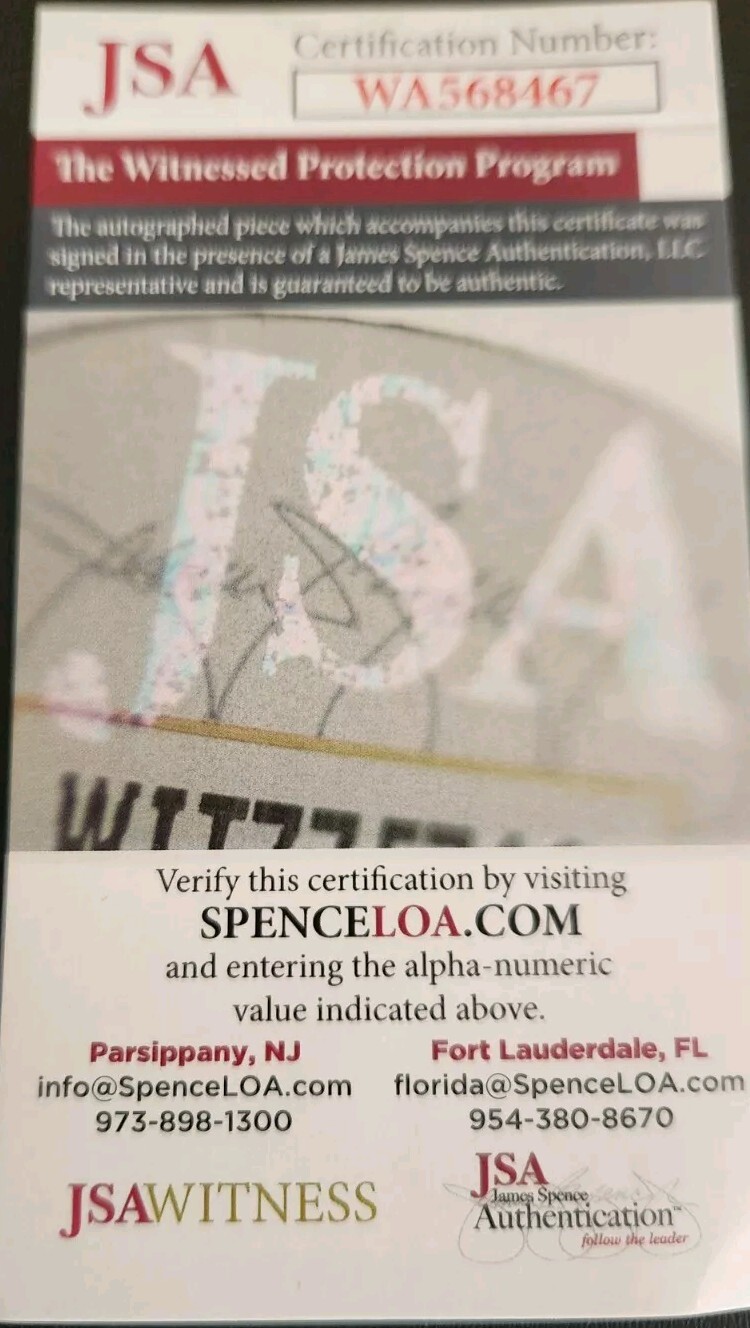 JSA
Certification Number:
WA568467
The Witnessed Protection Program
The autographed piece which accompanies this certificate was
signed in the presence of a James Spence Authentication, LLC
representative and is guaranteed to be authentic.
JSA
Verify this certification by visiting
SPENCELOA.COM
and entering the alpha-numeric
value indicated above.
Parsippany, NJ
info@SpenceLOA.com
973-898-1300
Fort Lauderdale, FL
florida@SpenceLOA.com
954-380-8670
JSAWITNESS
JSA
James Spence
Authentication™
follow the leader